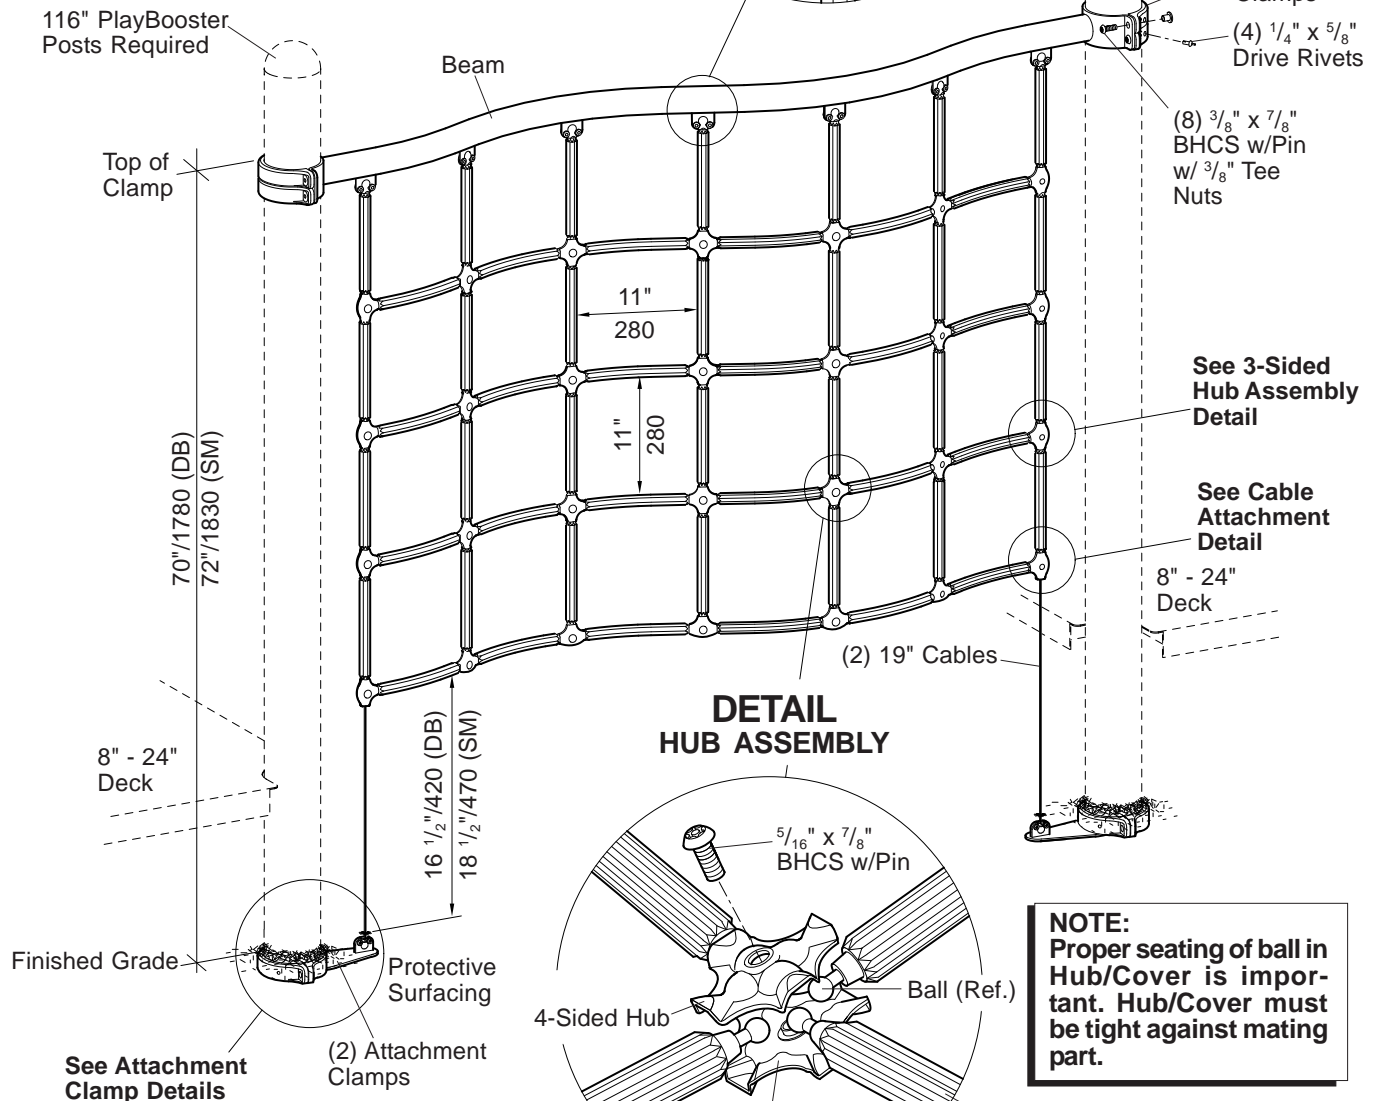 116" PlayBooster
Posts Required
Beam
Clamps
(4) 1/4" x 5/8"
Drive Rivets
(8) 3/8" x 7/8"
BHCS w/Pin
w/ 3/8" Tee
Nuts
Top of
Clamp
11"
280
11"
280
See 3-Sided
Hub Assembly
Detail
See Cable
Attachment
Detail
8" - 24"
Deck
70"/1780 (DB)
72"/1830 (SM)
(2) 19" Cables
DETAIL
HUB ASSEMBLY
16 1/2"/420 (DB)
18 1/2"/470 (SM)
8" - 24"
Deck
5/16" x 7/8"
BHCS w/Pin
Finished Grade
Protective
Surfacing
4-Sided Hub
Ball (Ref.)
See Attachment
Clamp Details
(2) Attachment
Clamps
NOTE:
Proper seating of ball in
Hub/Cover is impor-
tant. Hub/Cover must
be tight against mating
part.